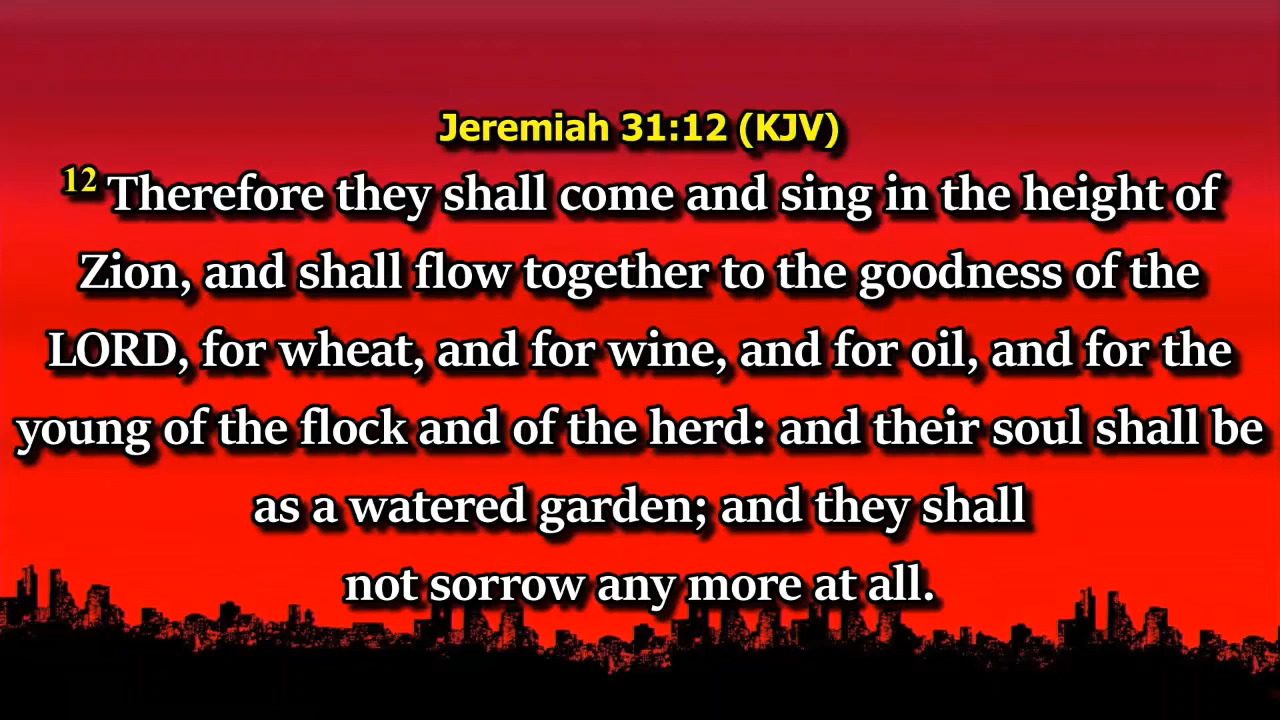 Jeremiah 31:12 (KJV)
12 Therefore they shall come and sing in the height of
Zion, and shall flow together to the goodness of the
LORD, for wheat, and for wine, and for oil, and for the
young of the flock and of the herd: and their soul shall be
as a watered garden; and they shall
not sorrow any more at all.